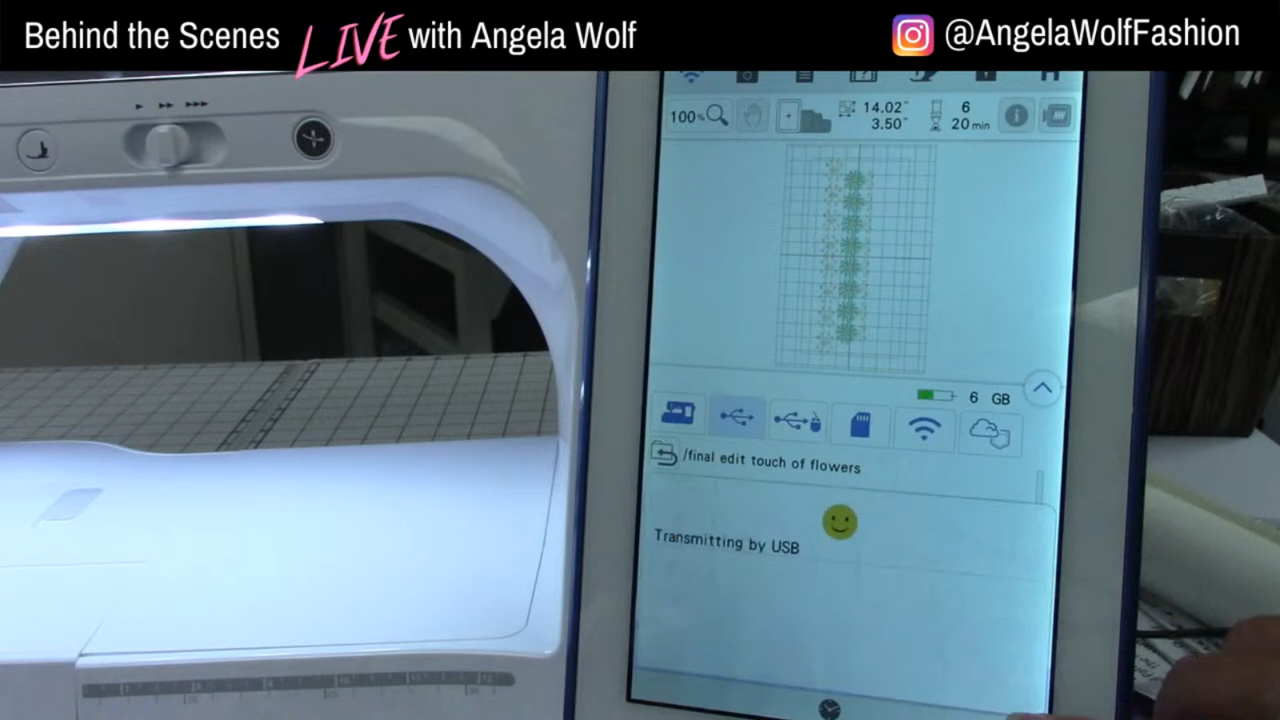 Behind the Scenes LIVE with Angela Wolf
@AngelaWolfFashion
100%
14.02"
3.50"
6
20 min
6 GB
/final edit touch of flowers
Transmitting by USB